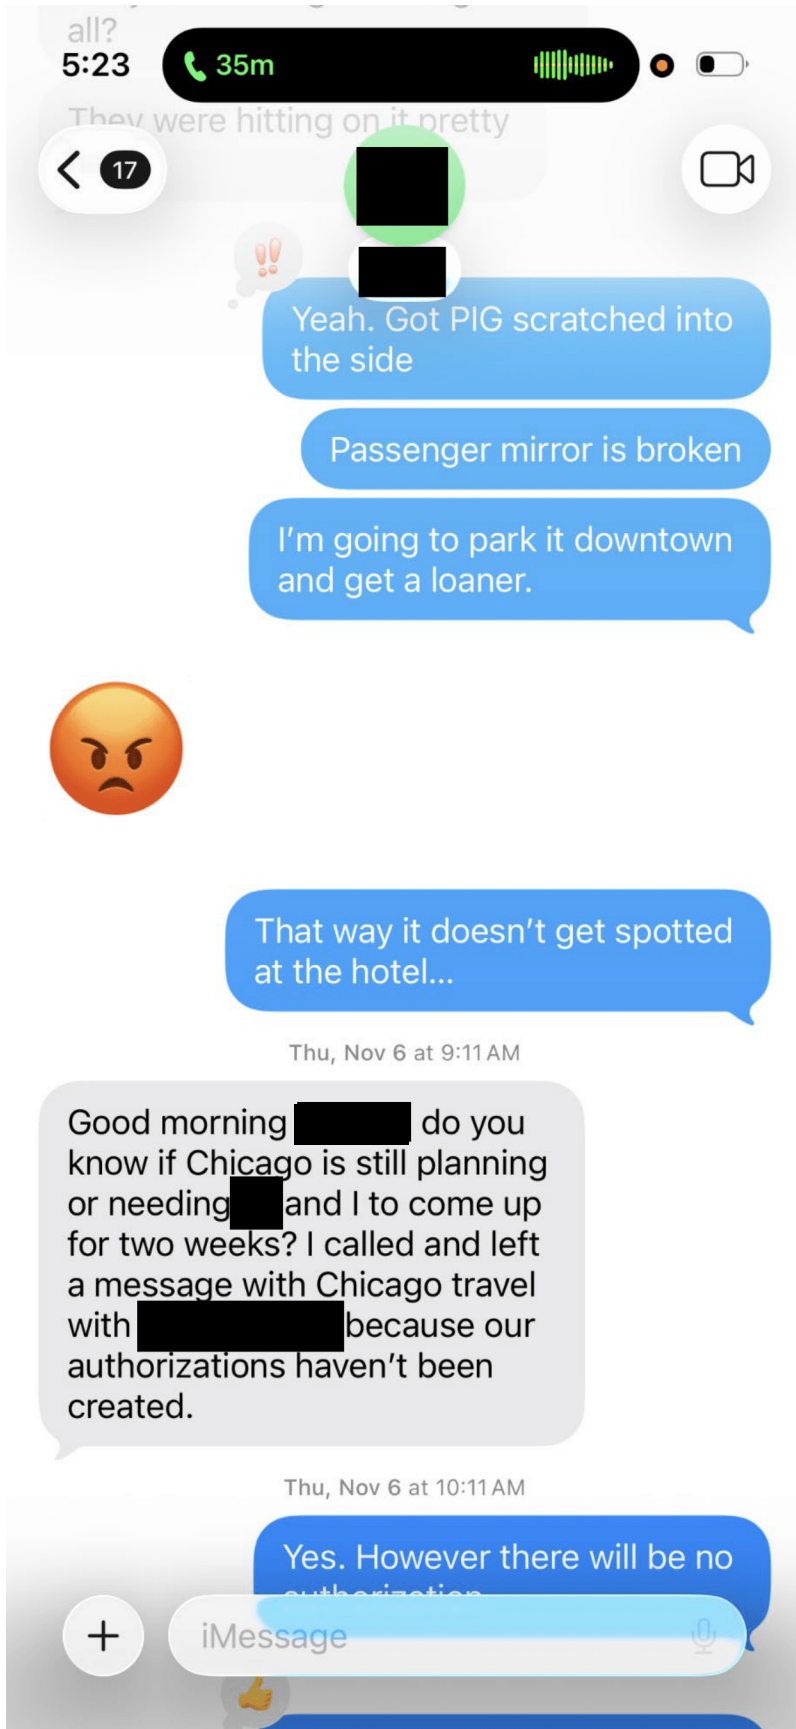 all?
5:23
35m
They were hitting on it pretty
17
Yeah. Got PIG scratched into
the side
Passenger mirror is broken
I'm going to park it downtown
and get a loaner.
That way it doesn't get spotted
at the hotel...
Thu, Nov 6 at 9:11 AM
Good morning do you
know if Chicago is still planning
or needing and I to come up
for two weeks? I called and left
a message with Chicago travel
with because our
authorizations haven't been
created.
Thu, Nov 6 at 10:11 AM
Yes. However there will be no
authorization
iMessage